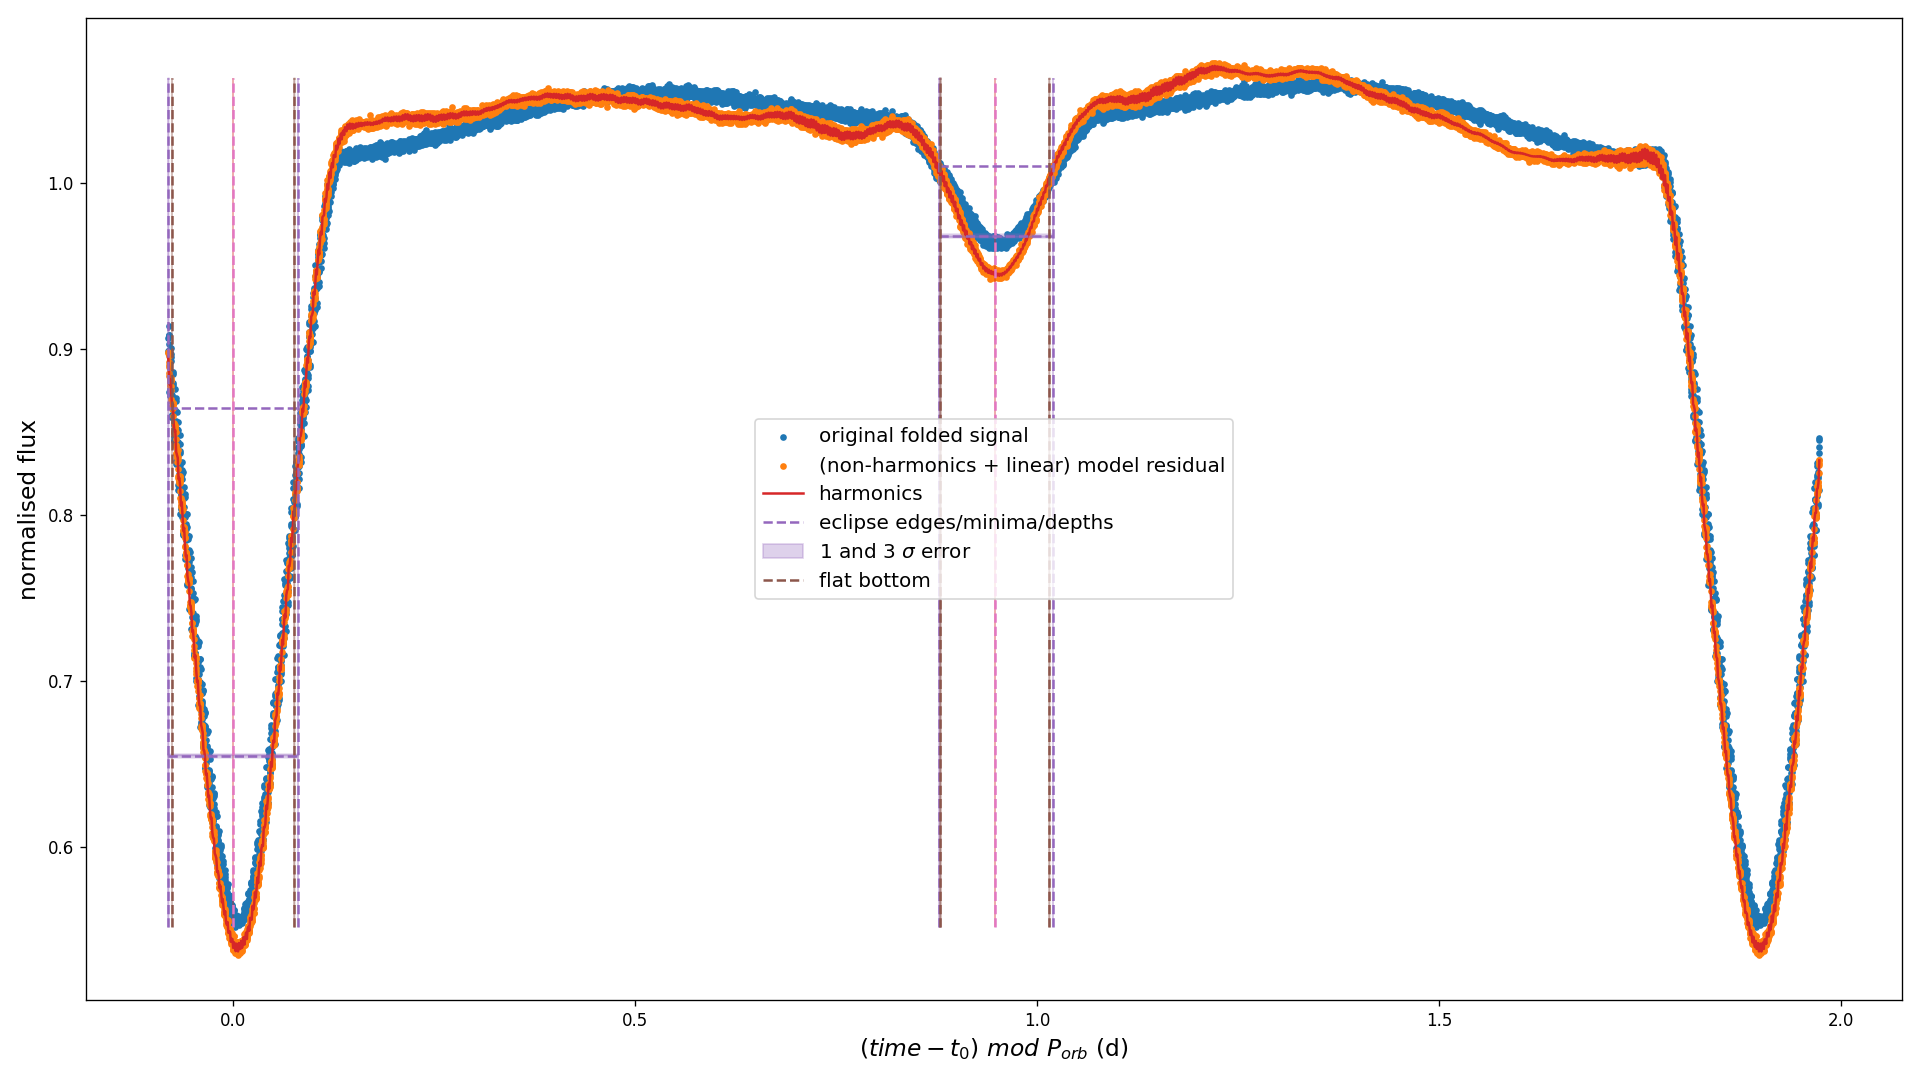 normalised flux
1.0
0.9
0.8
0.7
0.6
original folded signal
(non-harmonics + linear) model residual
harmonics
eclipse edges/minima/depths
1 and 3 σ error
flat bottom
0.0 0.5 1.0 1.5 2.0
(time − t₀) mod P_orb (d)